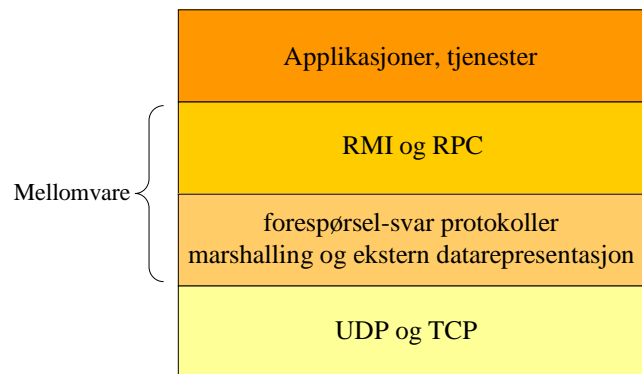 Applikasjoner, tjenester
RMI og RPC
Mellomvare
forespørsel-svar protokoller
marshalling og ekstern datarepresentasjon
UDP og TCP